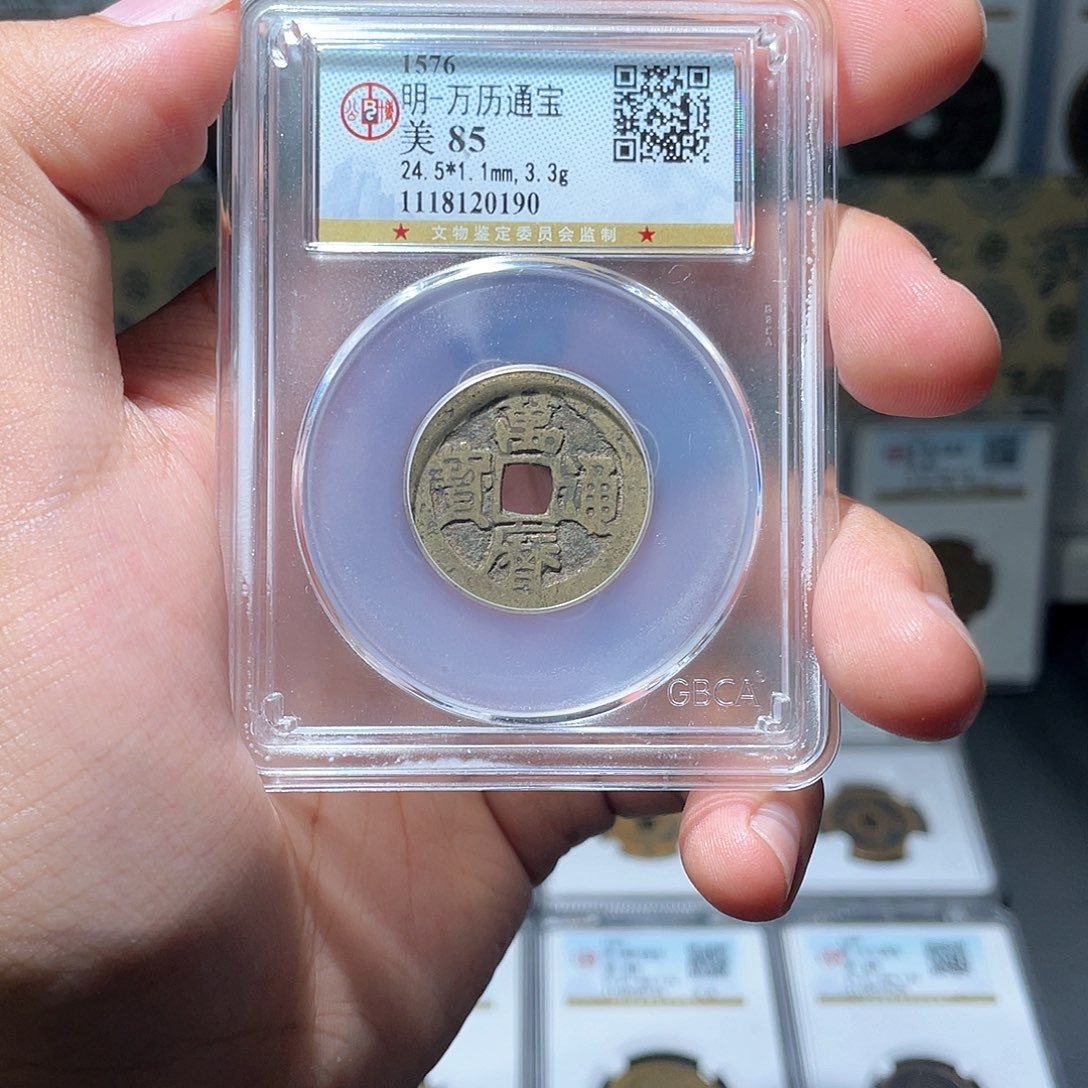 1576
明-万历通宝
美 85
24.5*1.1mm, 3.3g
1118120190
★ 文物鉴定委员会监制 ★
GBCA
萬
寶 通
曆
GBCA